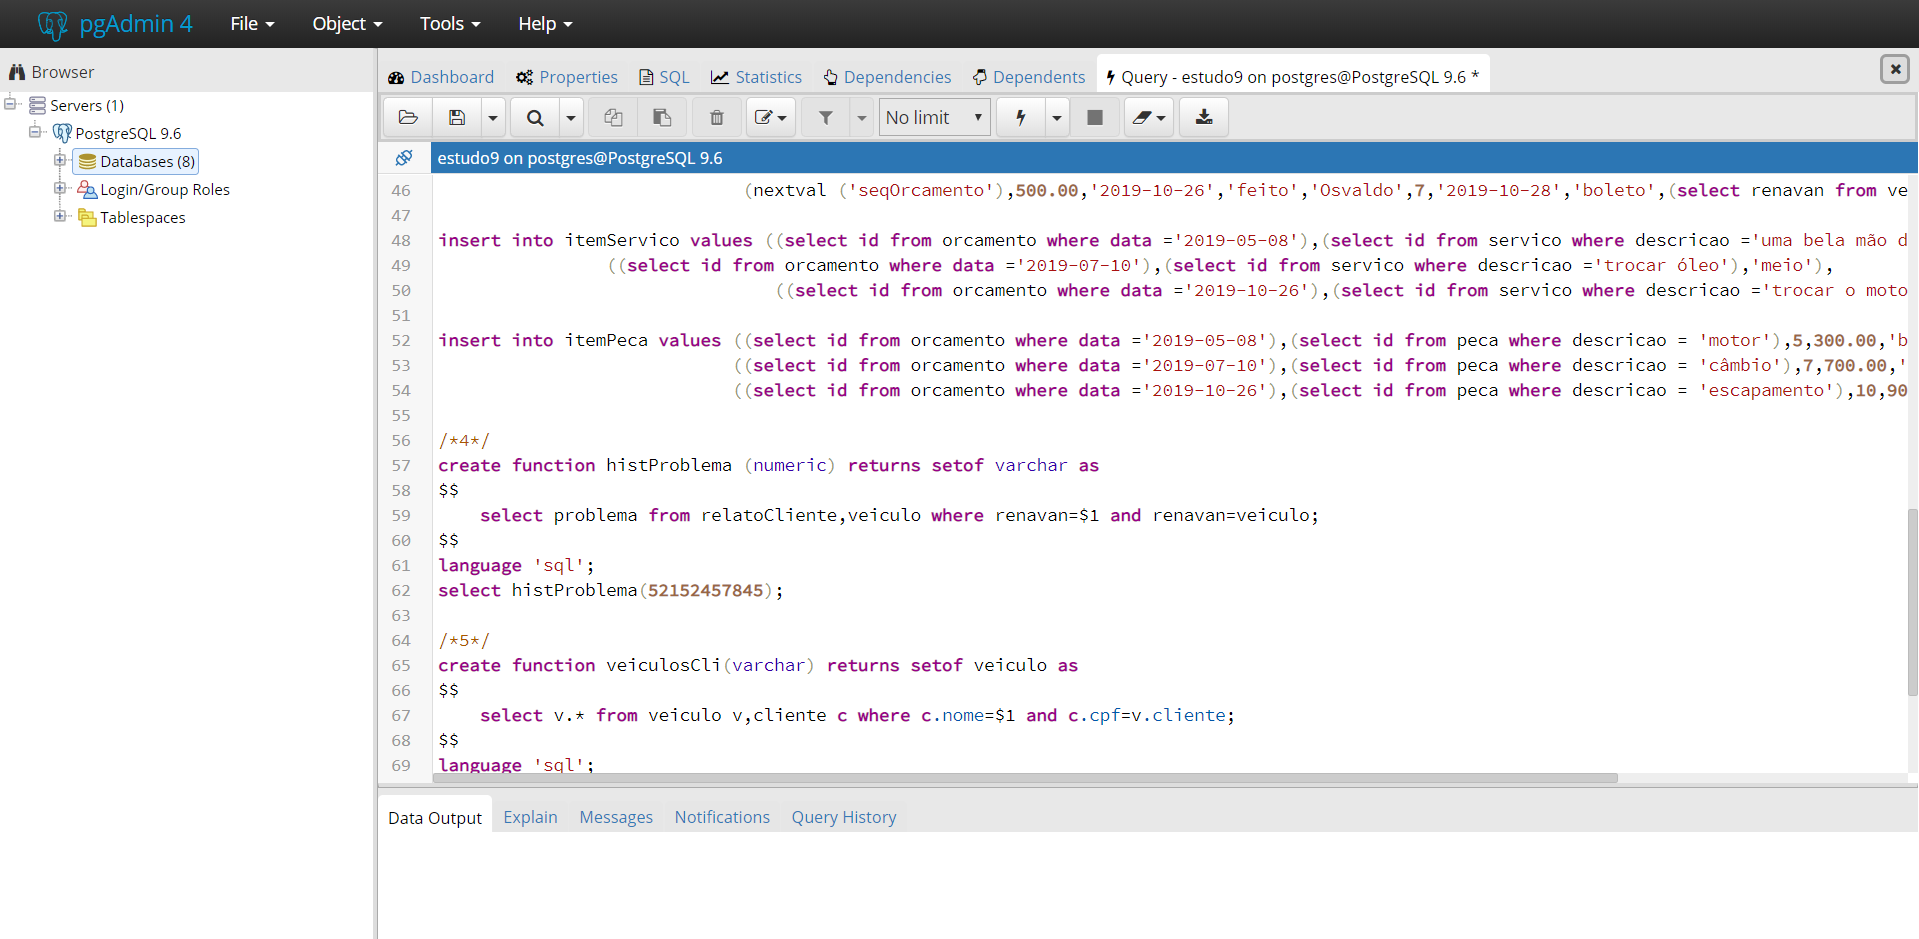 pgAdmin 4 File Object Tools Help
Browser
Servers (1)
PostgreSQL 9.6
Databases (8)
Login/Group Roles
Tablespaces
Dashboard Properties SQL Statistics Dependencies Dependents Query - estudo9 on postgres@PostgreSQL 9.6 *
No limit
estudo9 on postgres@PostgreSQL 9.6
46 (nextval ('seqOrcamento'),500.00,'2019-10-26','feito','Osvaldo',7,'2019-10-28','boleto',(select renavan from ve
47
48 insert into itemServico values ((select id from orcamento where data ='2019-05-08'),(select id from servico where descricao ='uma bela mão d
49 ((select id from orcamento where data ='2019-07-10'),(select id from servico where descricao ='trocar óleo'),'meio'),
50 ((select id from orcamento where data ='2019-10-26'),(select id from servico where descricao ='trocar o moto
51
52 insert into itemPeca values ((select id from orcamento where data ='2019-05-08'),(select id from peca where descricao = 'motor'),5,300.00,'b
53 ((select id from orcamento where data ='2019-07-10'),(select id from peca where descricao = 'câmbio'),7,700.00,'
54 ((select id from orcamento where data ='2019-10-26'),(select id from peca where descricao = 'escapamento'),10,90
55
56 /*4*/
57 create function histProblema (numeric) returns setof varchar as
58 $$
59 select problema from relatoCliente,veiculo where renavan=$1 and renavan=veiculo;
60 $$
61 language 'sql';
62 select histProblema(52152457845);
63
64 /*5*/
65 create function veiculosCli(varchar) returns setof veiculo as
66 $$
67 select v.* from veiculo v,cliente c where c.nome=$1 and c.cpf=v.cliente;
68 $$
69 language 'sql';
Data Output Explain Messages Notifications Query History